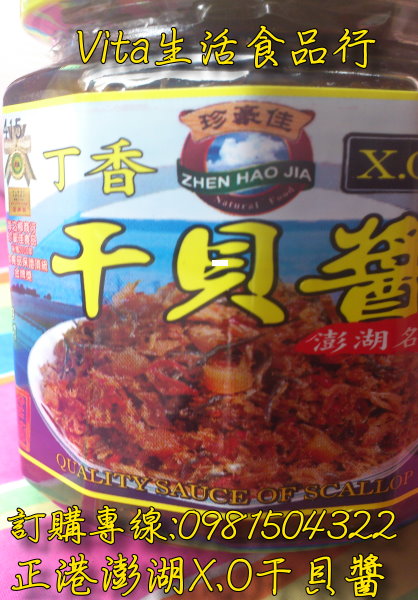 Vita生活食品行
珍豪佳
ZHEN HAO JIA
Natural Food
丁香
X.O
干貝醬
澎湖名
QUALITY SAUCE OF SCALLOP
訂購專線:0981504322
正港澎湖X.O干貝醬